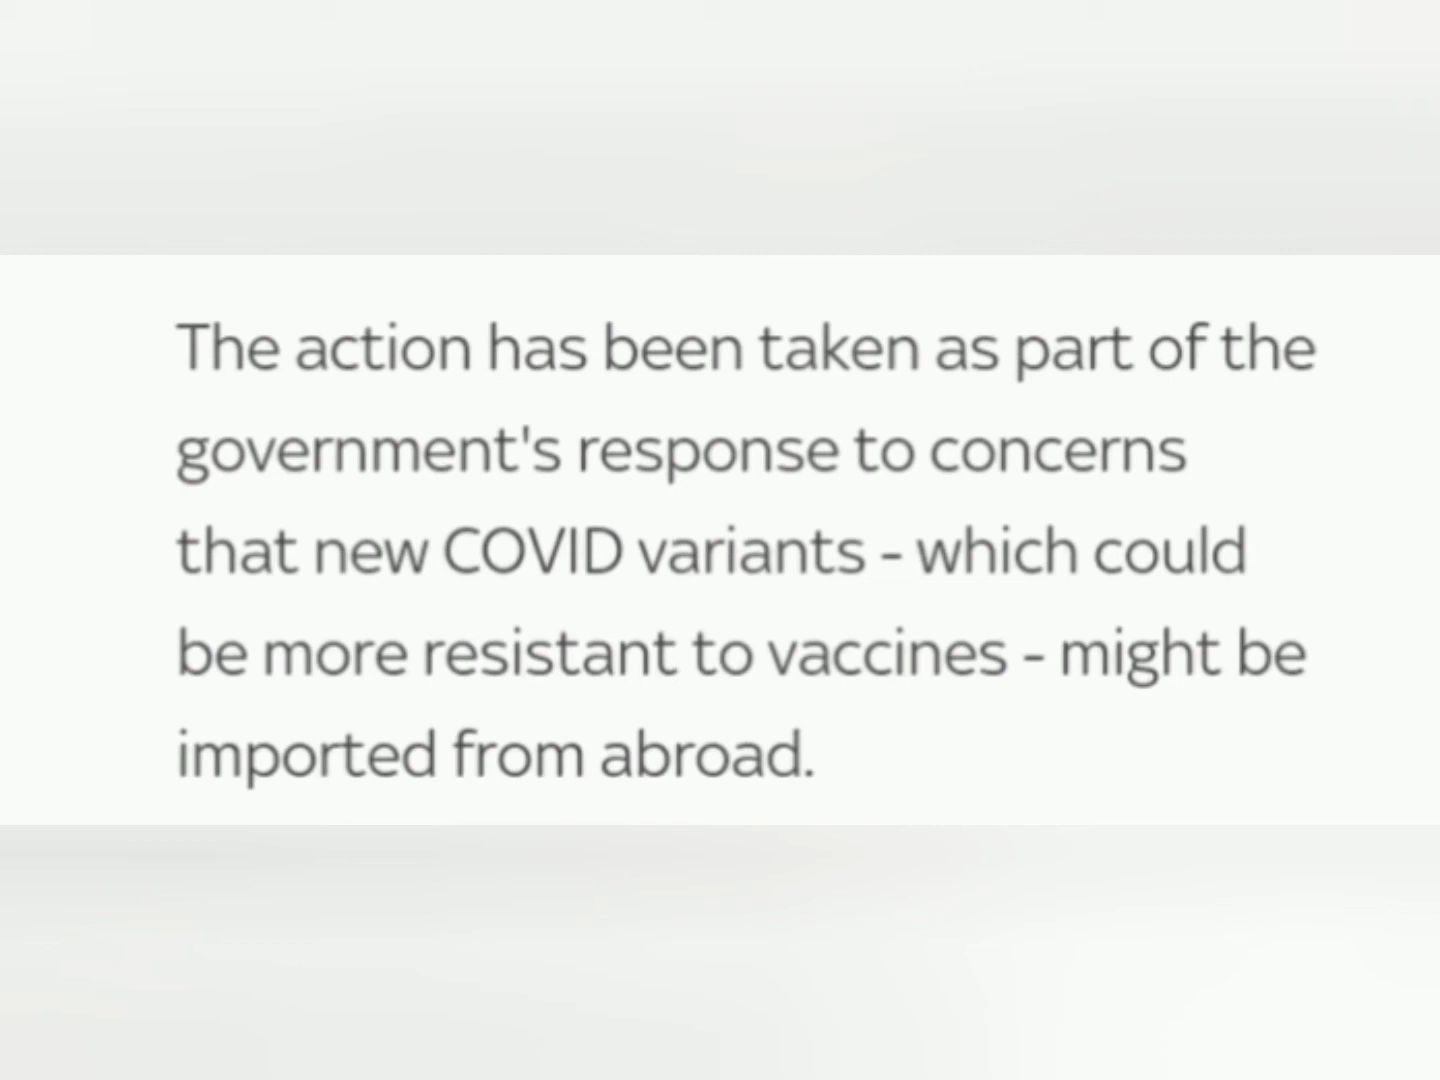 The action has been taken as part of the
government's response to concerns
that new COVID variants - which could
be more resistant to vaccines - might be
imported from abroad.